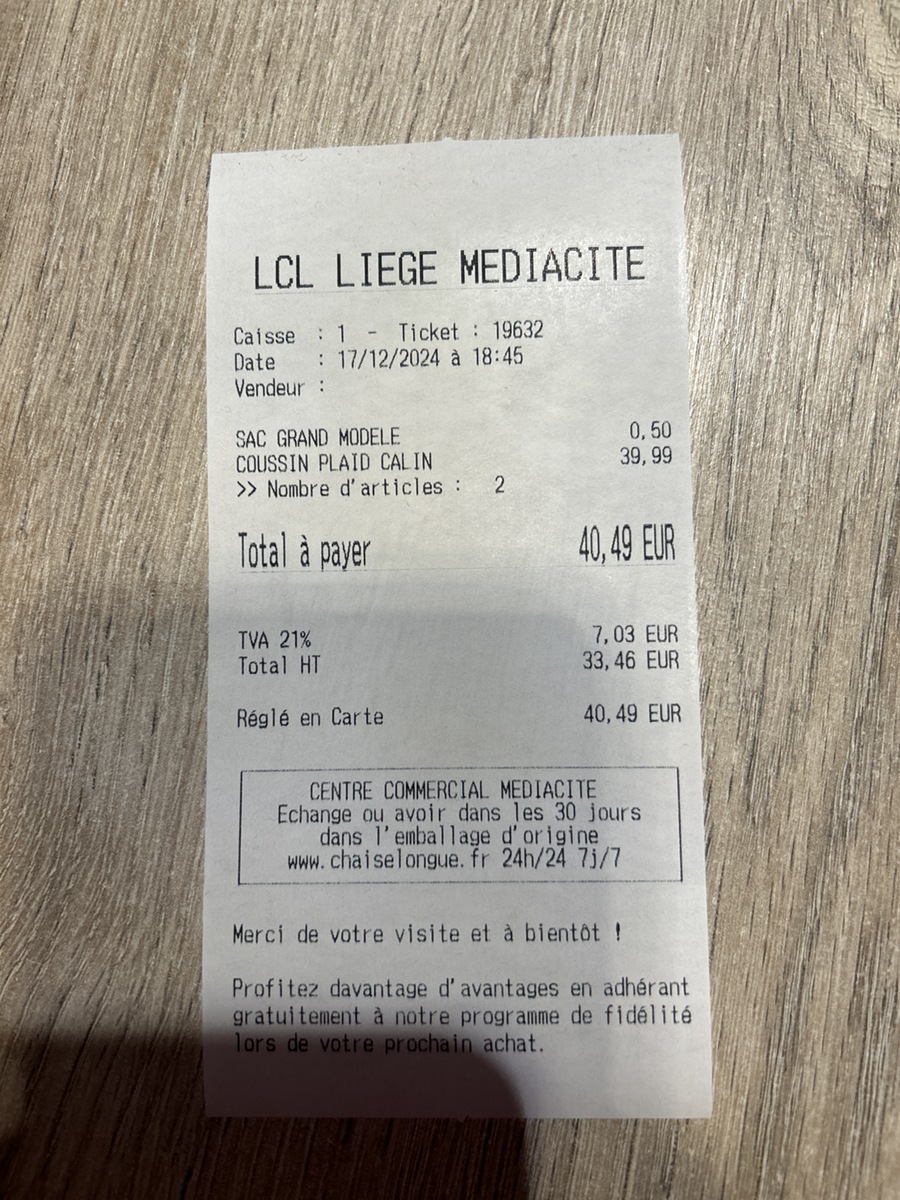 LCL LIEGE MEDIACITE
Caisse : 1 - Ticket : 19632
Date : 17/12/2024 à 18:45
Vendeur :
SAC GRAND MODELE 0,50
COUSSIN PLAID CALIN 39,99
>> Nombre d'articles : 2
Total à payer 40,49 EUR
TVA 21% 7,03 EUR
Total HT 33,46 EUR
Réglé en Carte 40,49 EUR
CENTRE COMMERCIAL MEDIACITE
Echange ou avoir dans les 30 jours
dans l'emballage d'origine
www.chaiselongue.fr 24h/24 7j/7
Merci de votre visite et à bientôt !
Profitez davantage d'avantages en adhérant
gratuitement à notre programme de fidélité
lors de votre prochain achat.